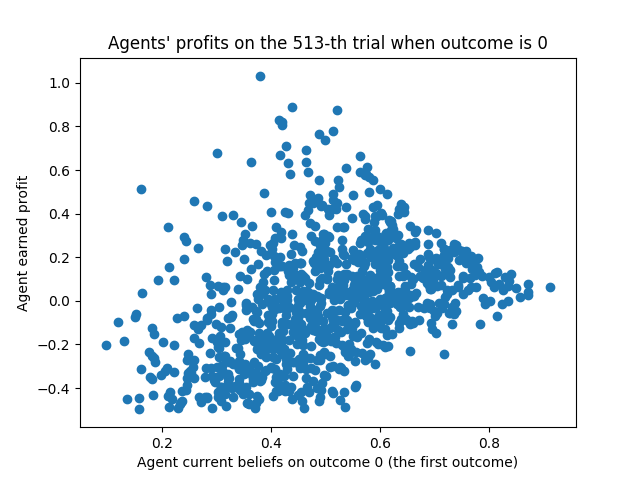 Agents' profits on the 513-th trial when outcome is 0
1.0
0.8
0.6
0.4
0.2
0.0
−0.2
−0.4
Agent earned profit
0.2 0.4 0.6 0.8
Agent current beliefs on outcome 0 (the first outcome)